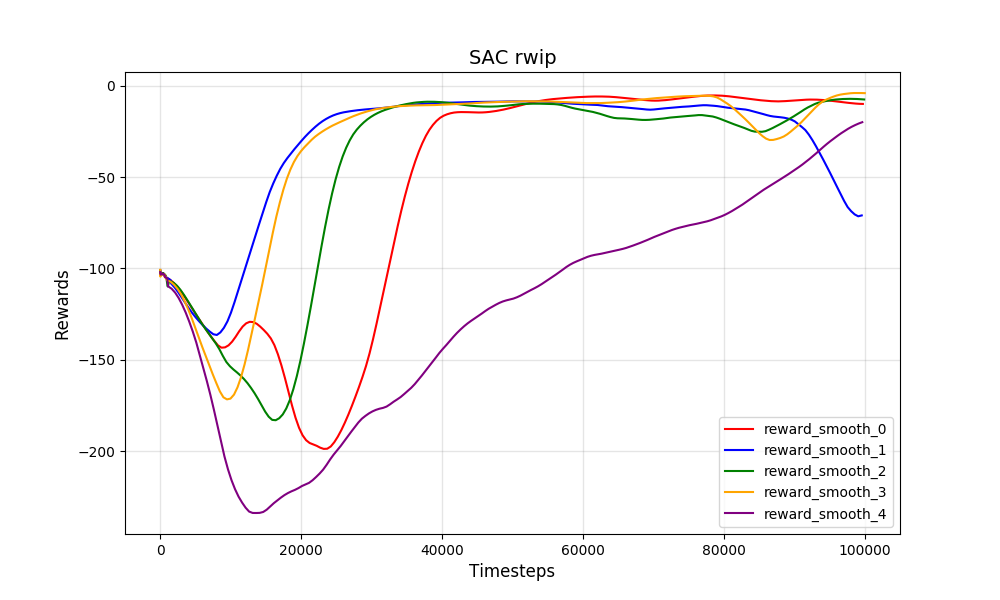 SAC rwip
Rewards
0
−50
−100
−150
−200
reward_smooth_0
reward_smooth_1
reward_smooth_2
reward_smooth_3
reward_smooth_4
0 20000 40000 60000 80000 100000
Timesteps